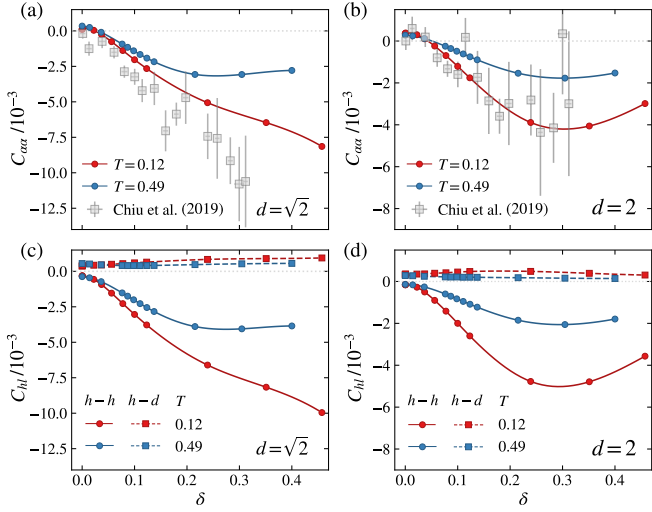 (a)
0.0
−2.5
−5.0
−7.5
−10.0
−12.5
C_{αα} /10^{−3}
T = 0.12
T = 0.49
Chiu et al. (2019)
d = √2
(b)
2
0
−2
−4
−6
−8
C_{αα} /10^{−3}
T = 0.12
T = 0.49
Chiu et al. (2019)
d = 2
(c)
0.0
−2.5
−5.0
−7.5
−10.0
−12.5
C_{hl}/10^{−3}
h−h h−d T
0.12
0.49
d = √2
0.0 0.1 0.2 0.3 0.4
δ
(d)
2
0
−2
−4
−6
−8
C_{hl}/10^{−3}
h−h h−d T
0.12
0.49
d = 2
0.0 0.1 0.2 0.3 0.4
δ